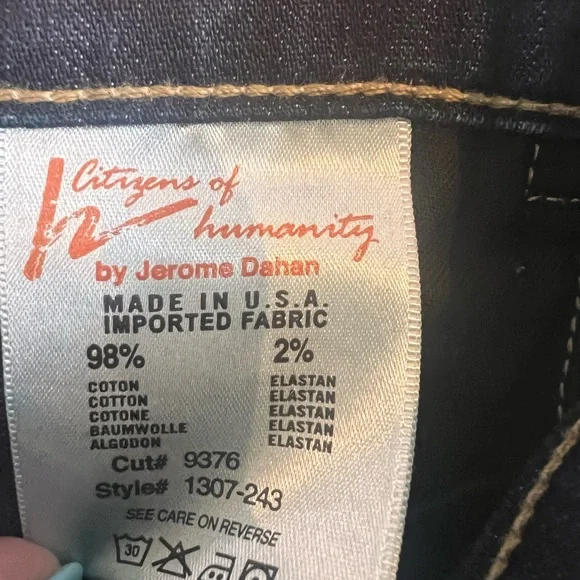 Citizens of
humanity
by Jerome Dahan
MADE IN U.S.A.
IMPORTED FABRIC
98% 2%
COTON ELASTAN
COTTON ELASTAN
COTONE ELASTAN
BAUMWOLLE ELASTAN
ALGODON ELASTAN
Cut# 9376
Style# 1307-243
SEE CARE ON REVERSE
30